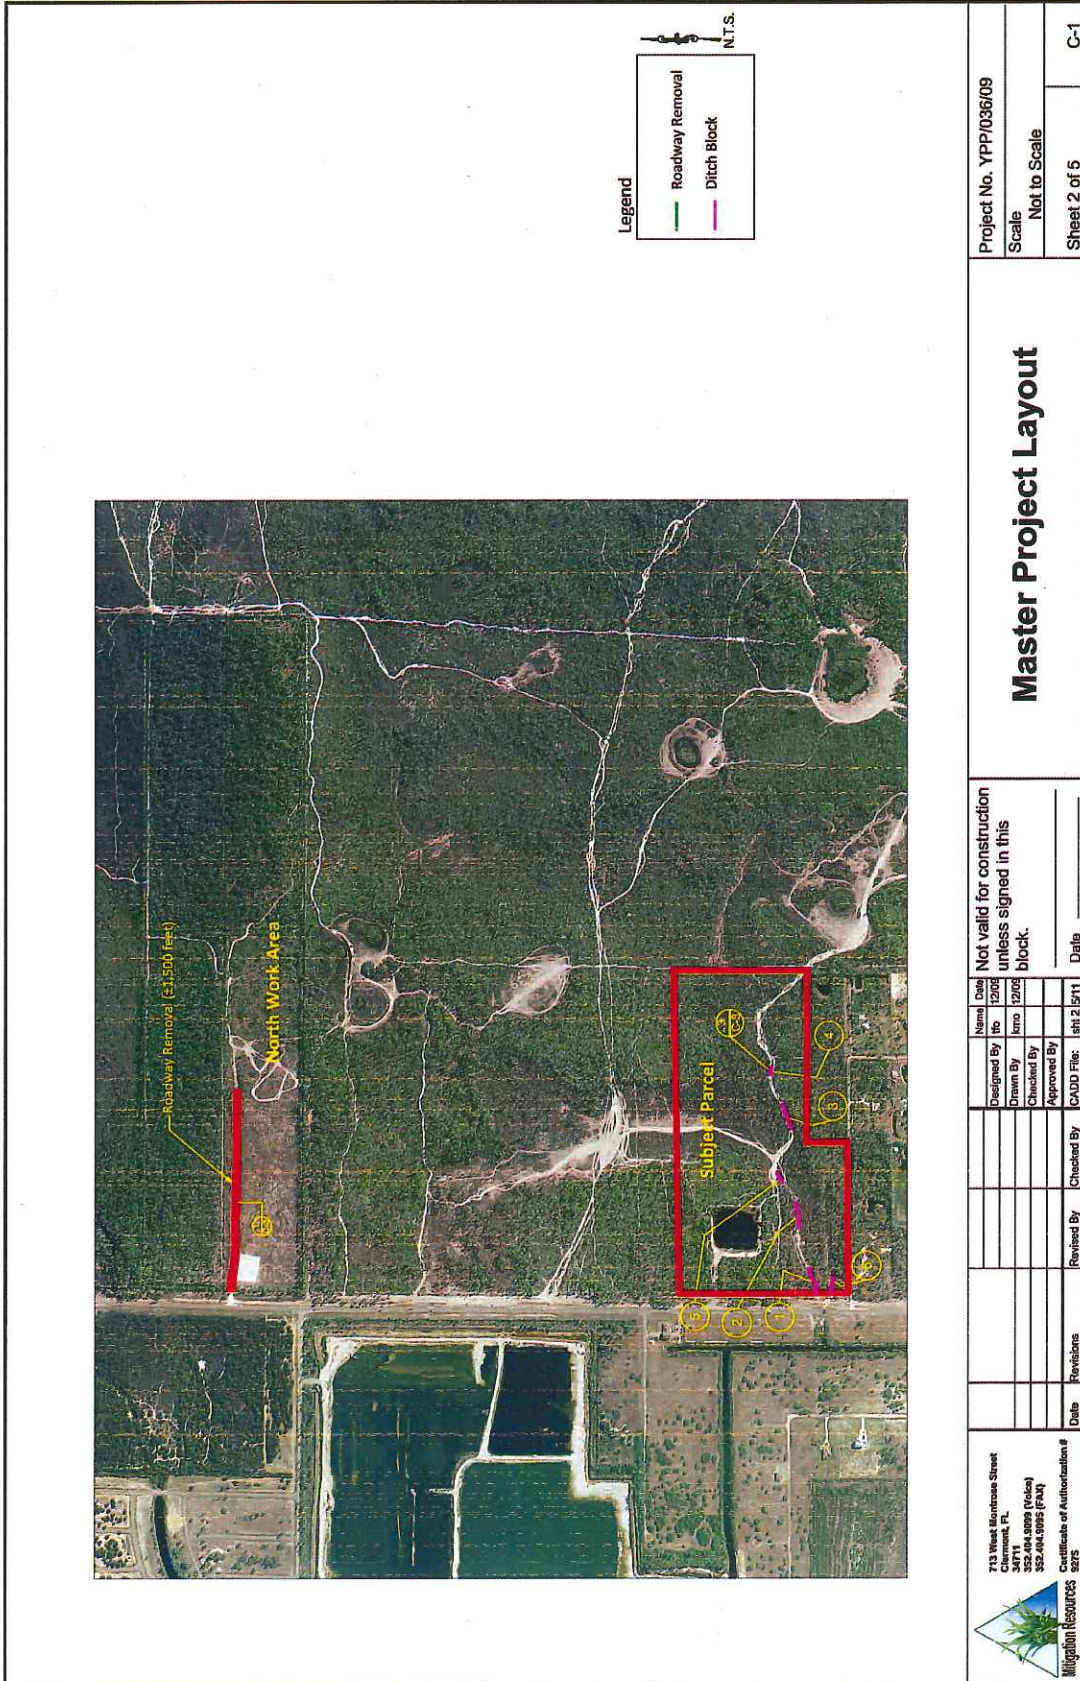 N.T.S.
Legend
Roadway Removal
Ditch Block
Roadway Removal (±1,500 feet)
North Work Area
Subject Parcel
1
2
3
4
5
Mitigation Resources
713 West Montrose Street
Clermont, FL
34711
352.404.9099 (Voice)
352.404.9095 (FAX)
Certificate of Authorization #
9275
Date
Revisions
Revised By
Checked By
Name
Date
Designed By
tfo
12/09
Drawn By
kmo
12/09
Checked By
Approved By
CADD File:
sht 2
5/11
Not valid for construction
unless signed in this
block.
Date
Master Project Layout
Project No. YPP/036/09
Scale
Not to Scale
Sheet 2 of 5
C-1